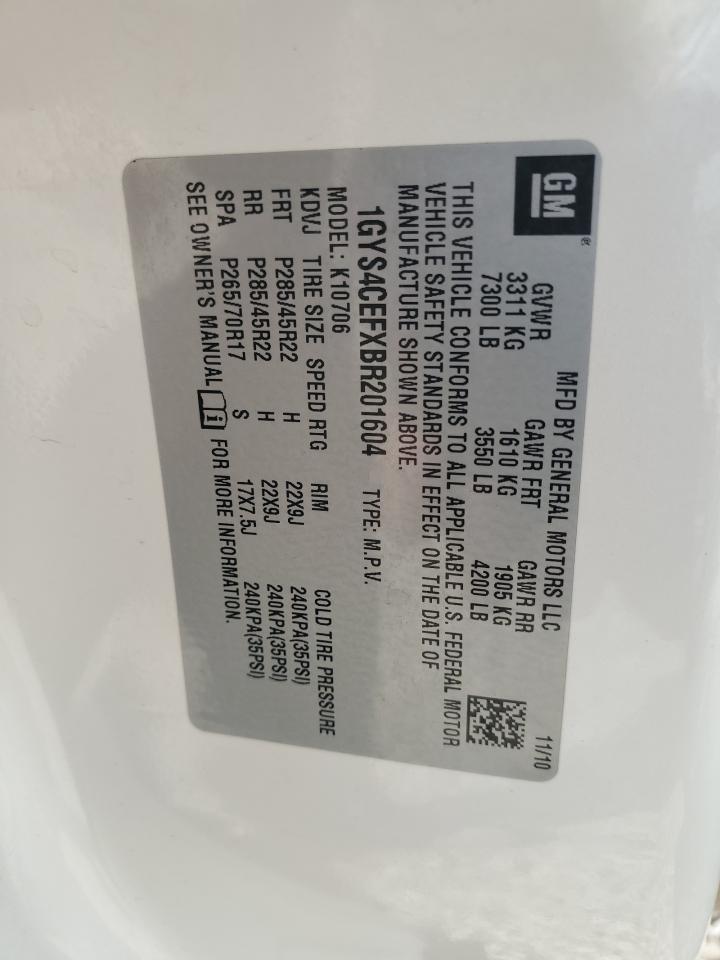 GM ®
MFD BY GENERAL MOTORS LLC 11/10
GVWR GAWR FRT GAWR RR
3311 KG 1610 KG 1905 KG
7300 LB 3550 LB 4200 LB
THIS VEHICLE CONFORMS TO ALL APPLICABLE U.S. FEDERAL MOTOR
VEHICLE SAFETY STANDARDS IN EFFECT ON THE DATE OF
MANUFACTURE SHOWN ABOVE.
1GYS4CEFXBR201604 TYPE: M.P.V.
MODEL: K10706
KDVJ TIRE SIZE SPEED RTG RIM COLD TIRE PRESSURE
FRT P285/45R22 H 22X9J 240KPA(35PSI)
RR P285/45R22 H 22X9J 240KPA(35PSI)
SPA P265/70R17 S 17X7.5J 240KPA(35PSI)
SEE OWNER'S MANUAL i FOR MORE INFORMATION.